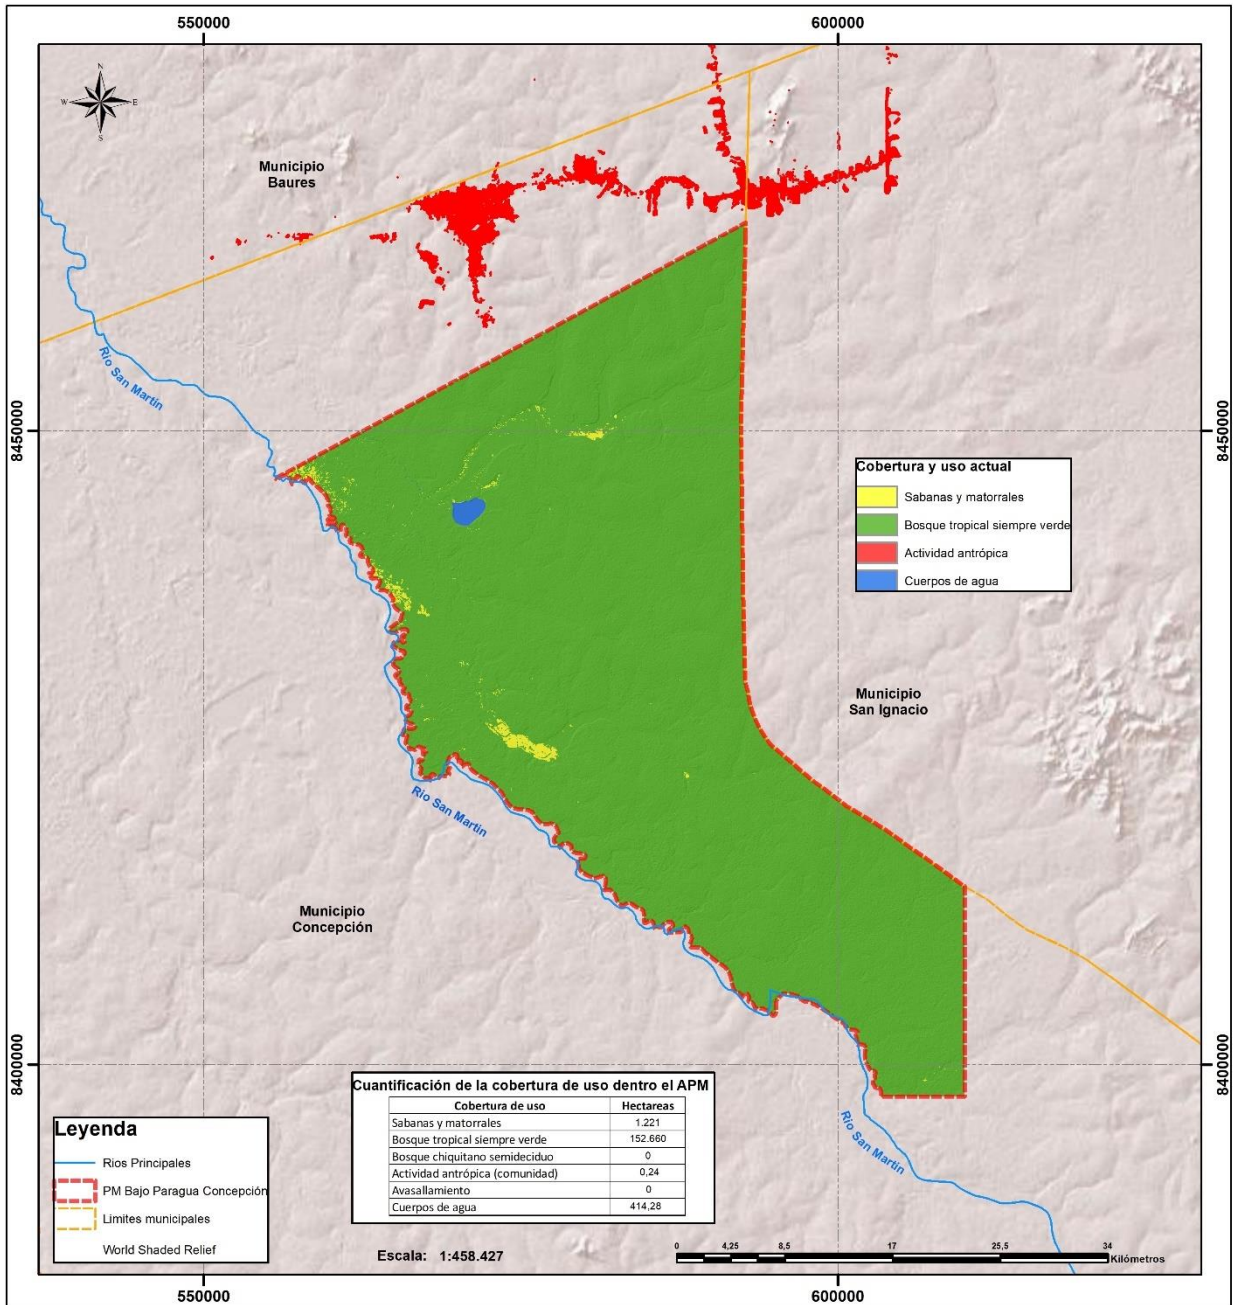 550000
600000
N
W
E
S
Municipio
Baures
Rio San Martín
8450000
8450000
Cobertura y uso actual
Sabanas y matorrales
Bosque tropical siempre verde
Actividad antrópica
Cuerpos de agua
Municipio
San Ignacio
Rio San Martín
Municipio
Concepción
8400000
8400000
Cuantificación de la cobertura de uso dentro el APM
Cobertura de uso Hectareas
Sabanas y matorrales 1.221
Bosque tropical siempre verde 152.660
Bosque chiquitano semideciduo 0
Actividad antrópica (comunidad) 0,24
Avasallamiento 0
Cuerpos de agua 414,28
Rio San Martín
Leyenda
Rios Principales
PM Bajo Paragua Concepción
Limites municipales
World Shaded Relief
Escala: 1:458.427
0 4,25 8,5 17 25,5 34
Kilómetros
550000
600000